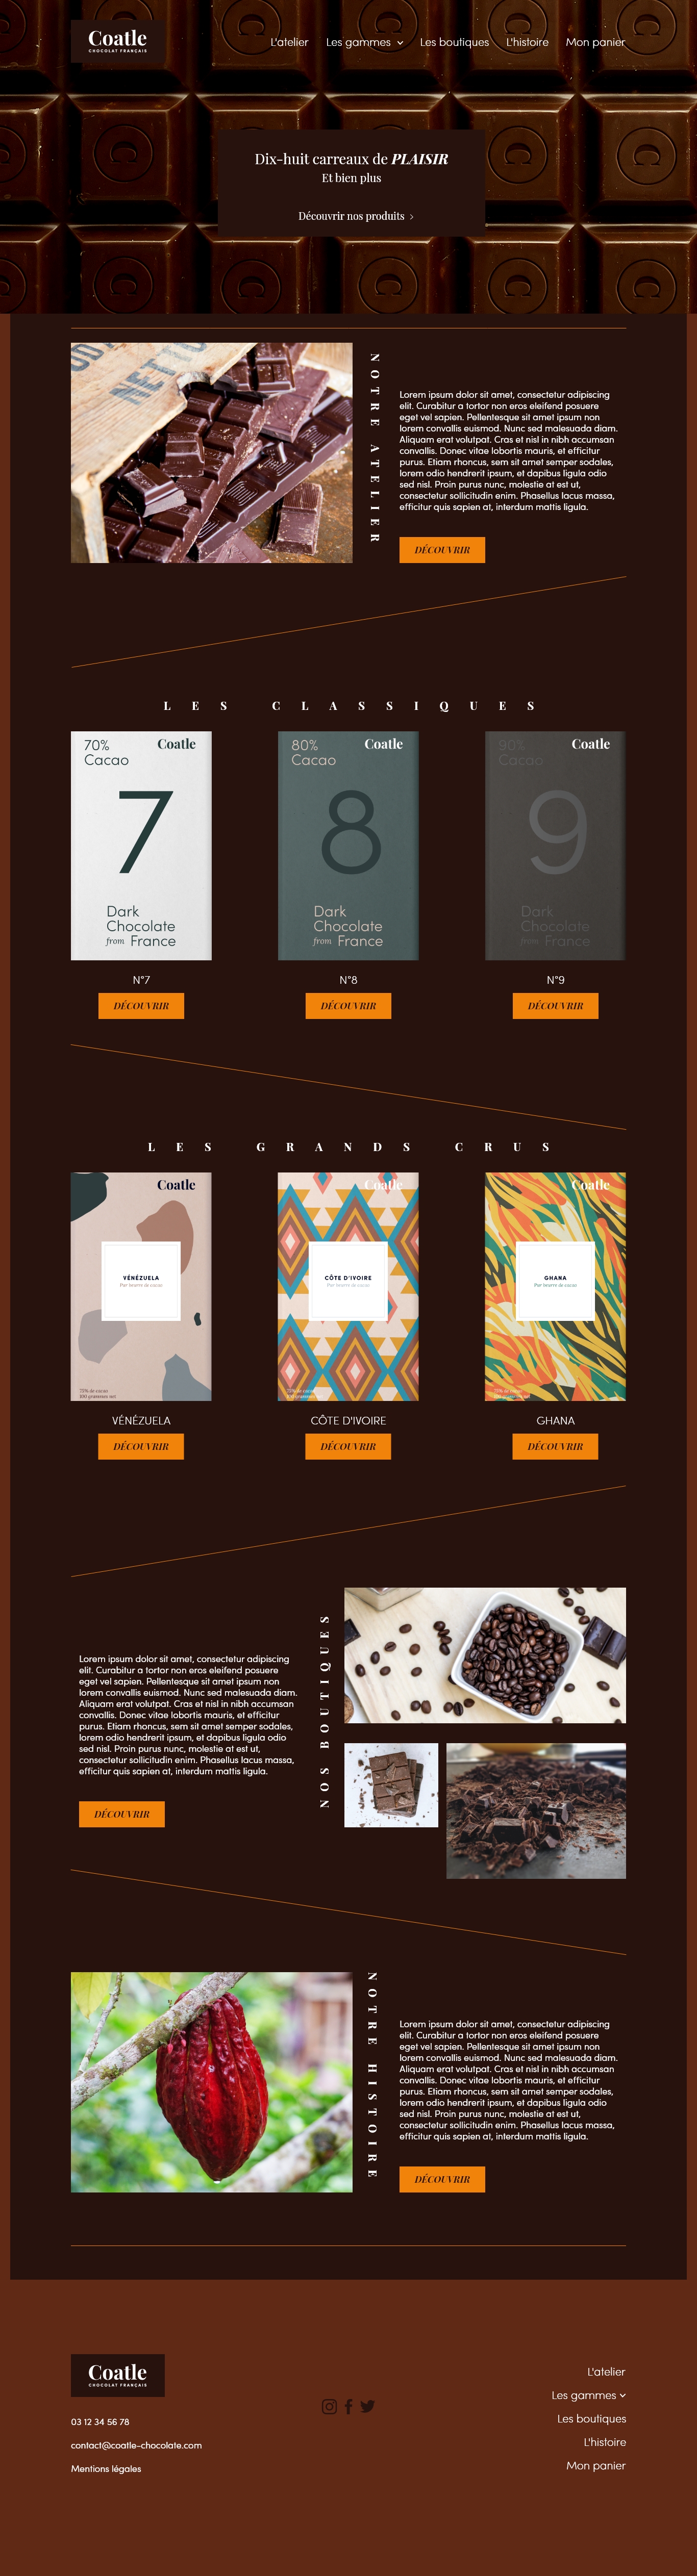 Coatle
CHOCOLAT FRANÇAIS
L'atelier
Les gammes
Les boutiques
L'histoire
Mon panier
Dix-huit carreaux de PLAISIR
Et bien plus
Découvrir nos produits
NOTRE ATELIER
Lorem ipsum dolor sit amet, consectetur adipiscing
elit. Curabitur a tortor non eros eleifend posuere
eget vel sapien. Pellentesque sit amet ipsum non
lorem convallis euismod. Nunc sed malesuada diam.
Aliquam erat volutpat. Cras et nisl in nibh accumsan
convallis. Donec vitae lobortis mauris, et efficitur
purus. Etiam rhoncus, sem sit amet semper sodales,
lorem odio hendrerit ipsum, et dapibus ligula odio
sed nisl. Proin purus nunc, molestie at est ut,
consectetur sollicitudin enim. Phasellus lacus massa,
efficitur quis sapien at, interdum mattis ligula.
DÉCOUVRIR
LES CLASSIQUES
70%
Cacao
Coatle
7
Dark
Chocolate
from France
80%
Cacao
Coatle
8
Dark
Chocolate
from France
90%
Cacao
Coatle
9
Dark
Chocolate
from France
N°7
N°8
N°9
DÉCOUVRIR
DÉCOUVRIR
DÉCOUVRIR
LES GRANDS CRUS
Coatle
VÉNÉZUELA
Pur beurre de cacao
75% de cacao
100 grammes net
Coatle
CÔTE D'IVOIRE
Pur beurre de cacao
Coatle
GHANA
Pur beurre de cacao
VÉNÉZUELA
CÔTE D'IVOIRE
GHANA
DÉCOUVRIR
DÉCOUVRIR
DÉCOUVRIR
Lorem ipsum dolor sit amet, consectetur adipiscing
elit. Curabitur a tortor non eros eleifend posuere
eget vel sapien. Pellentesque sit amet ipsum non
lorem convallis euismod. Nunc sed malesuada diam.
Aliquam erat volutpat. Cras et nisl in nibh accumsan
convallis. Donec vitae lobortis mauris, et efficitur
purus. Etiam rhoncus, sem sit amet semper sodales,
lorem odio hendrerit ipsum, et dapibus ligula odio
sed nisl. Proin purus nunc, molestie at est ut,
consectetur sollicitudin enim. Phasellus lacus massa,
efficitur quis sapien at, interdum mattis ligula.
DÉCOUVRIR
NOS BOUTIQUES
NOTRE HISTOIRE
Lorem ipsum dolor sit amet, consectetur adipiscing
elit. Curabitur a tortor non eros eleifend posuere
eget vel sapien. Pellentesque sit amet ipsum non
lorem convallis euismod. Nunc sed malesuada diam.
Aliquam erat volutpat. Cras et nisl in nibh accumsan
convallis. Donec vitae lobortis mauris, et efficitur
purus. Etiam rhoncus, sem sit amet semper sodales,
lorem odio hendrerit ipsum, et dapibus ligula odio
sed nisl. Proin purus nunc, molestie at est ut,
consectetur sollicitudin enim. Phasellus lacus massa,
efficitur quis sapien at, interdum mattis ligula.
DÉCOUVRIR
Coatle
CHOCOLAT FRANÇAIS
03 12 34 56 78
contact@coatle-chocolate.com
Mentions légales
L'atelier
Les gammes
Les boutiques
L'histoire
Mon panier